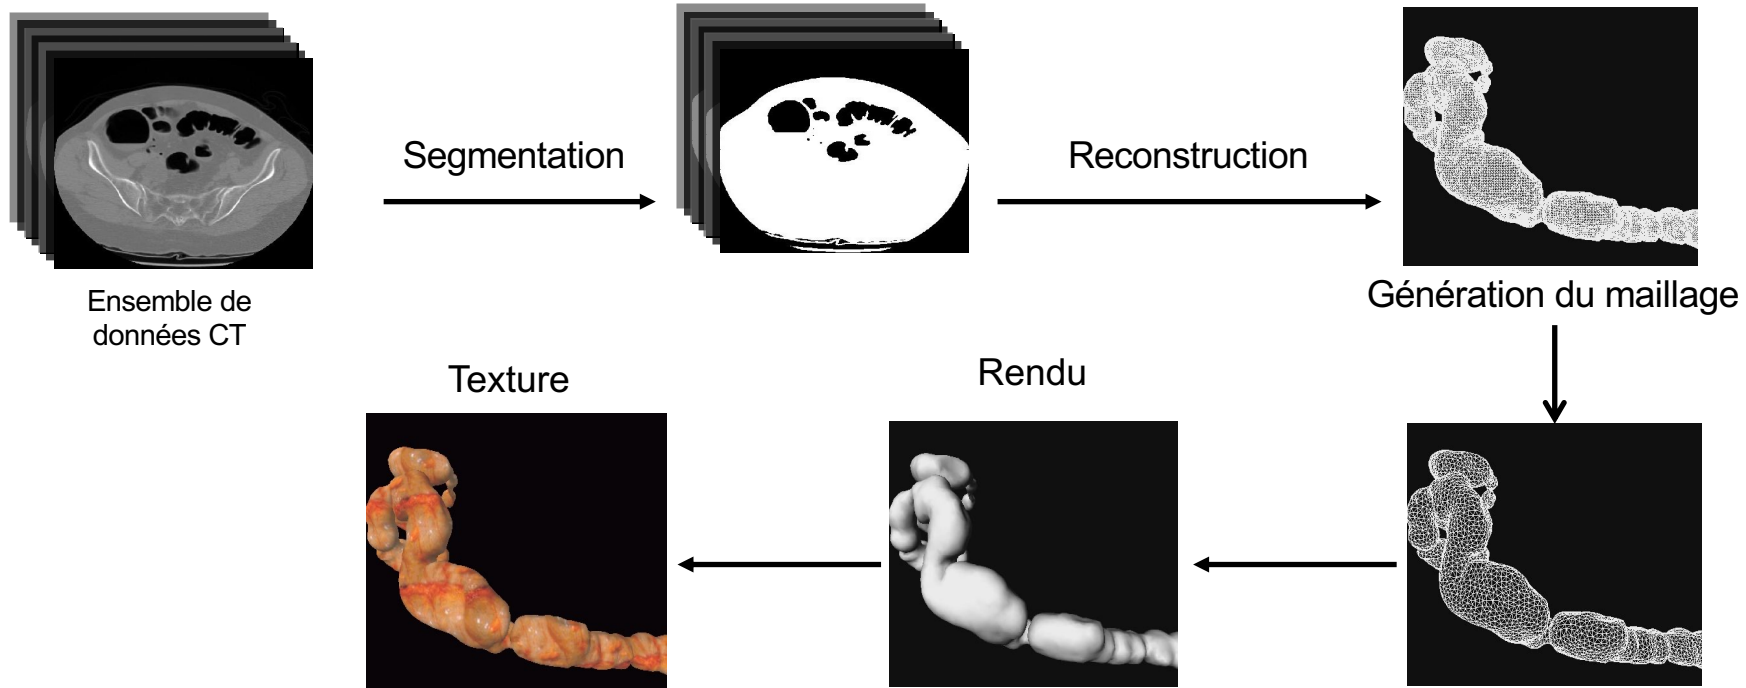 Segmentation
Reconstruction
Ensemble de
données CT
Génération du maillage
Texture
Rendu